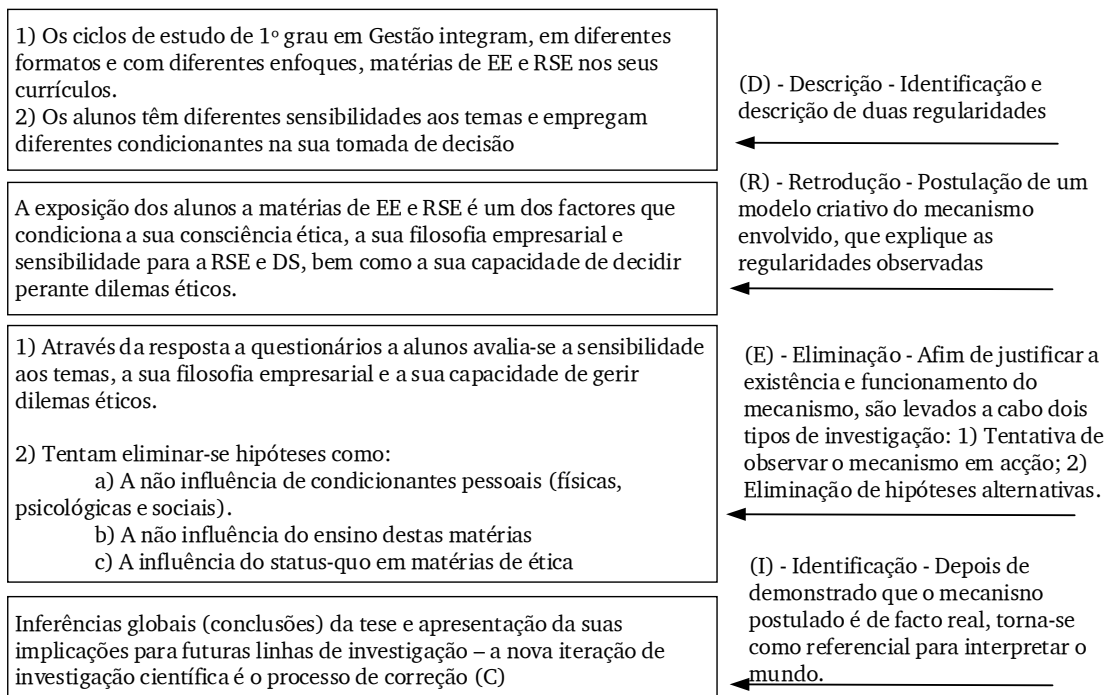 1) Os ciclos de estudo de 1º grau em Gestão integram, em diferentes
formatos e com diferentes enfoques, matérias de EE e RSE nos seus
currículos.
2) Os alunos têm diferentes sensibilidades aos temas e empregam
diferentes condicionantes na sua tomada de decisão
(D) - Descrição - Identificação e
descrição de duas regularidades
A exposição dos alunos a matérias de EE e RSE é um dos factores que
condiciona a sua consciência ética, a sua filosofia empresarial e
sensibilidade para a RSE e DS, bem como a sua capacidade de decidir
perante dilemas éticos.
(R) - Retrodução - Postulação de um
modelo criativo do mecanismo
envolvido, que explique as
regularidades observadas
1) Através da resposta a questionários a alunos avalia-se a sensibilidade
aos temas, a sua filosofia empresarial e a sua capacidade de gerir
dilemas éticos.
2) Tentam eliminar-se hipóteses como:
a) A não influência de condicionantes pessoais (físicas,
psicológicas e sociais).
b) A não influência do ensino destas matérias
c) A influência do status-quo em matérias de ética
(E) - Eliminação - Afim de justificar a
existência e funcionamento do
mecanismo, são levados a cabo dois
tipos de investigação: 1) Tentativa de
observar o mecanismo em acção; 2)
Eliminação de hipóteses alternativas.
Inferências globais (conclusões) da tese e apresentação da suas
implicações para futuras linhas de investigação – a nova iteração de
investigação científica é o processo de correção (C)
(I) - Identificação - Depois de
demonstrado que o mecanisno
postulado é de facto real, torna-se
como referencial para interpretar o
mundo.